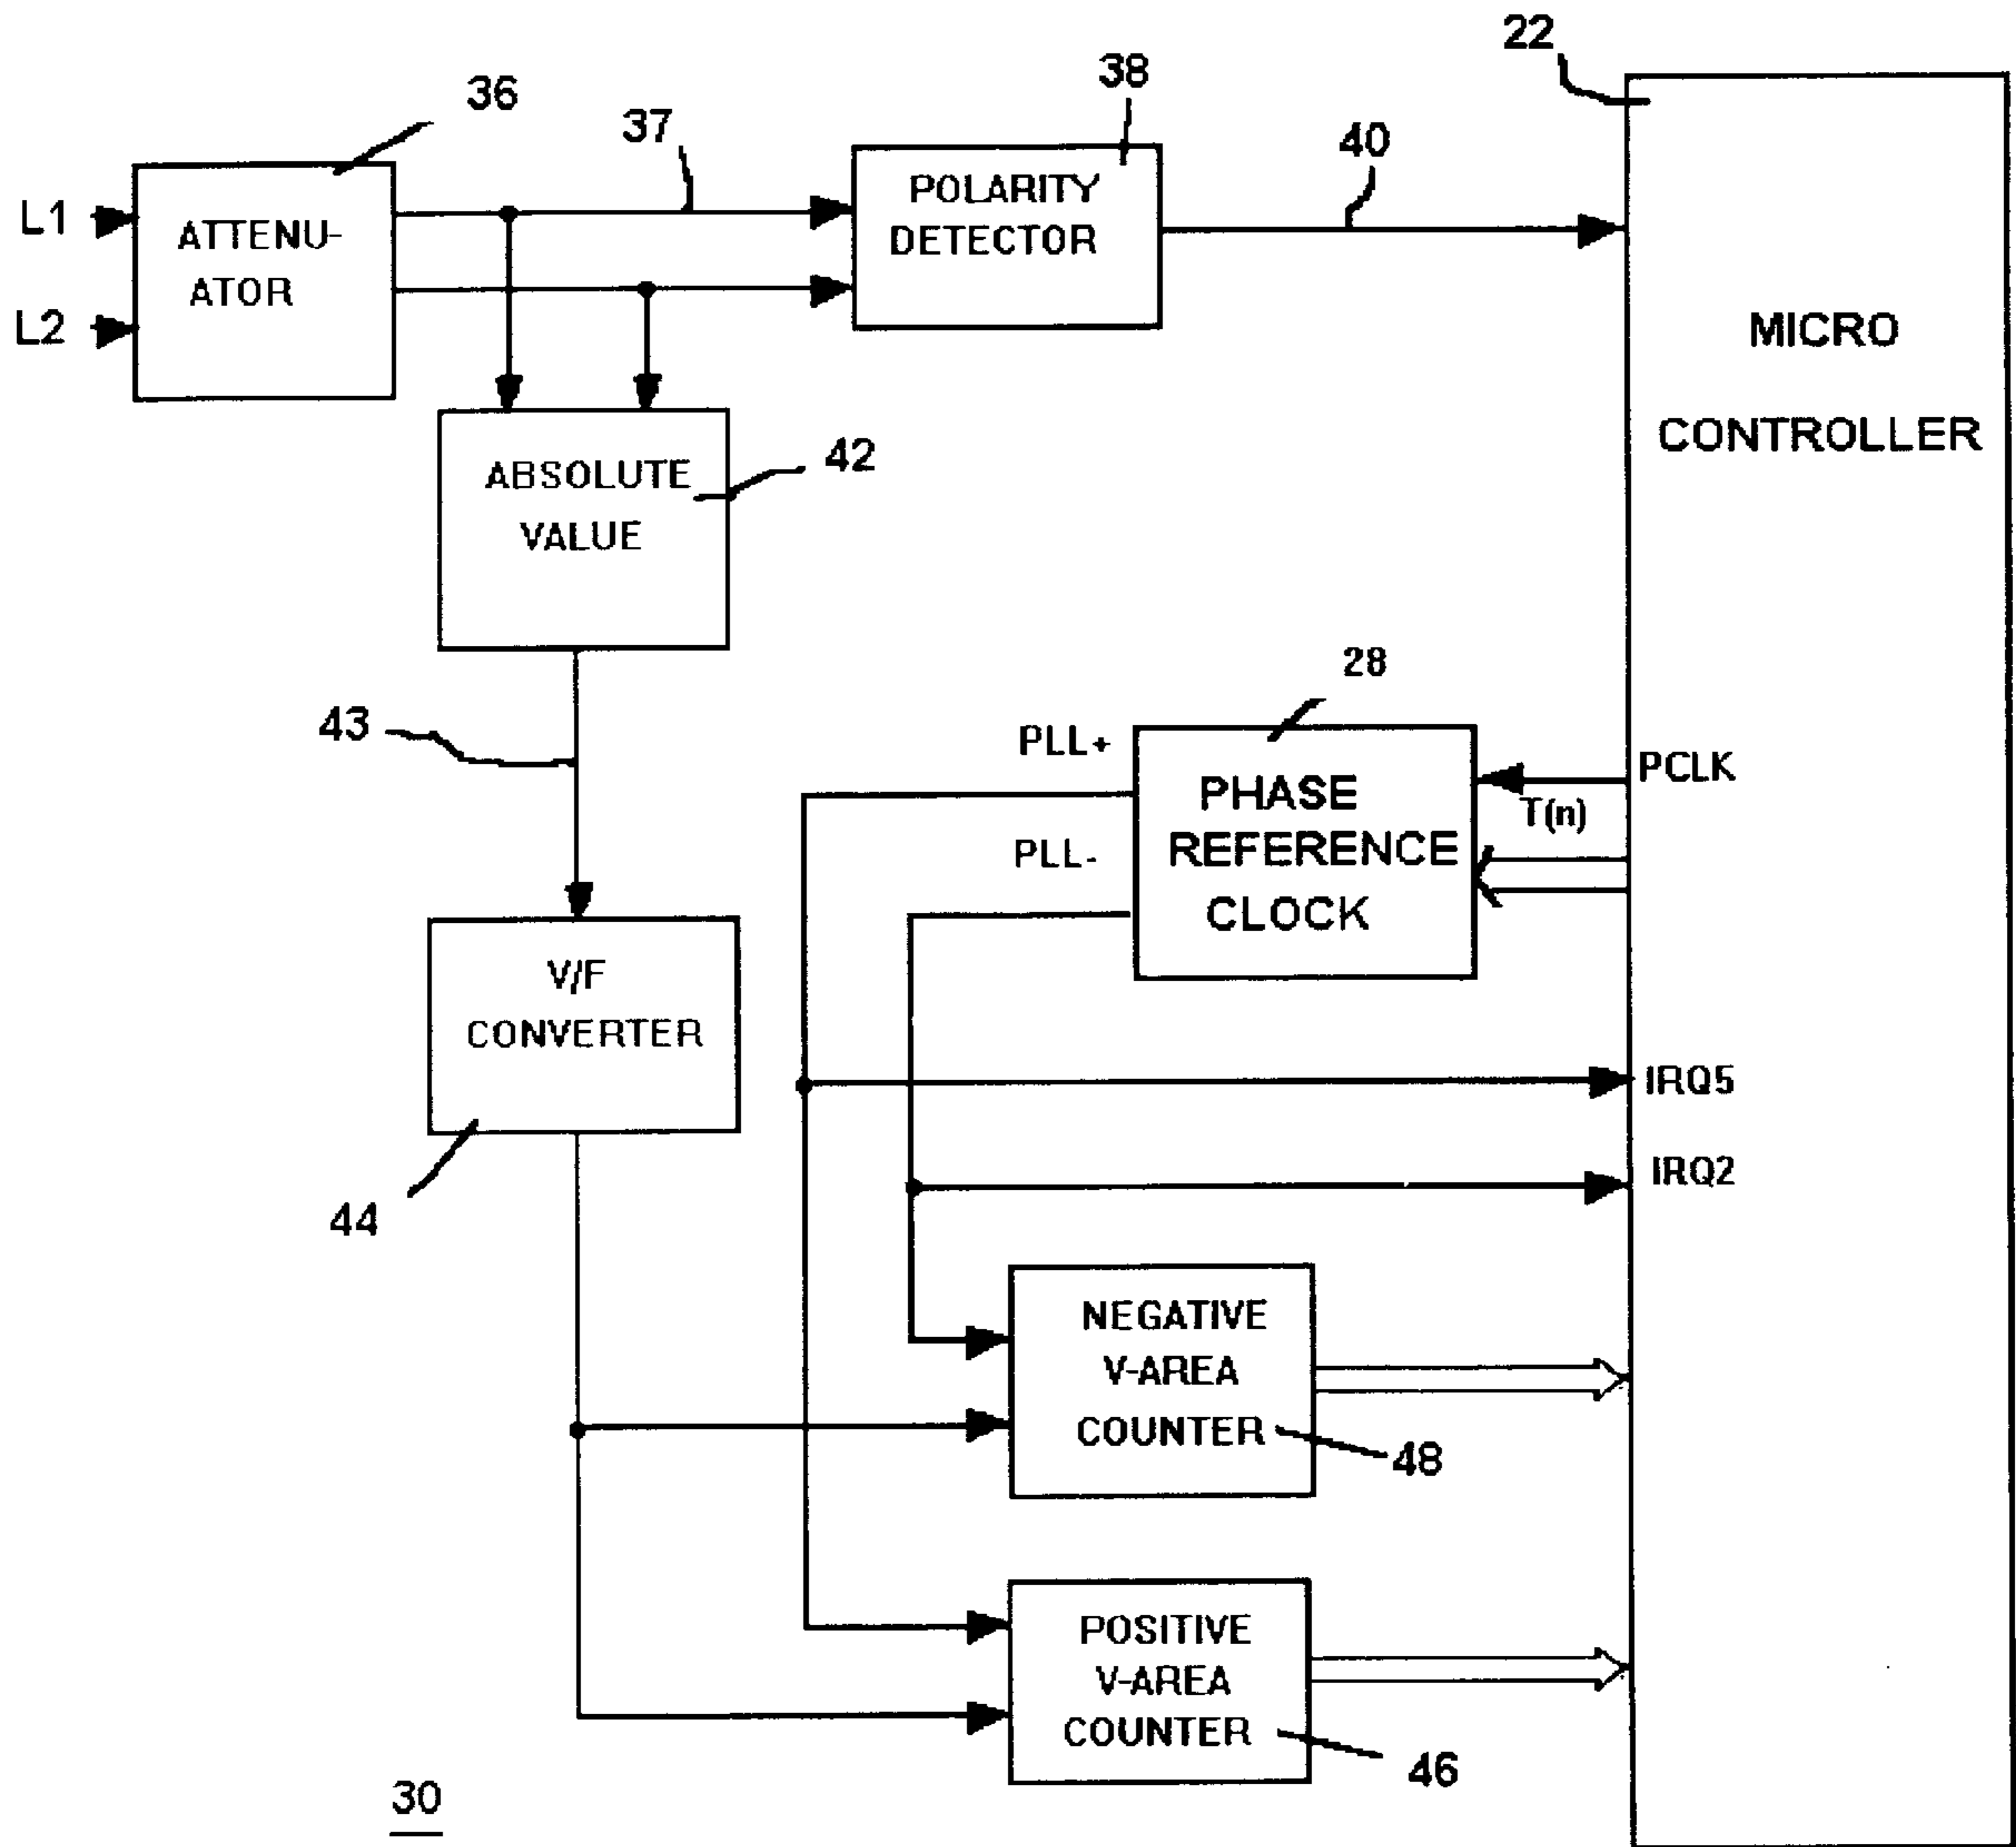 22
38
36
37
40
L1
L2
ATTENU-
ATOR
POLARITY
DETECTOR
MICRO
CONTROLLER
42
ABSOLUTE
VALUE
43
28
PLL+
PLL-
PHASE
REFERENCE
CLOCK
PCLK
T(n)
V/F
CONVERTER
44
IRQ5
IRQ2
NEGATIVE
V-AREA
COUNTER
48
POSITIVE
V-AREA
COUNTER
46
30